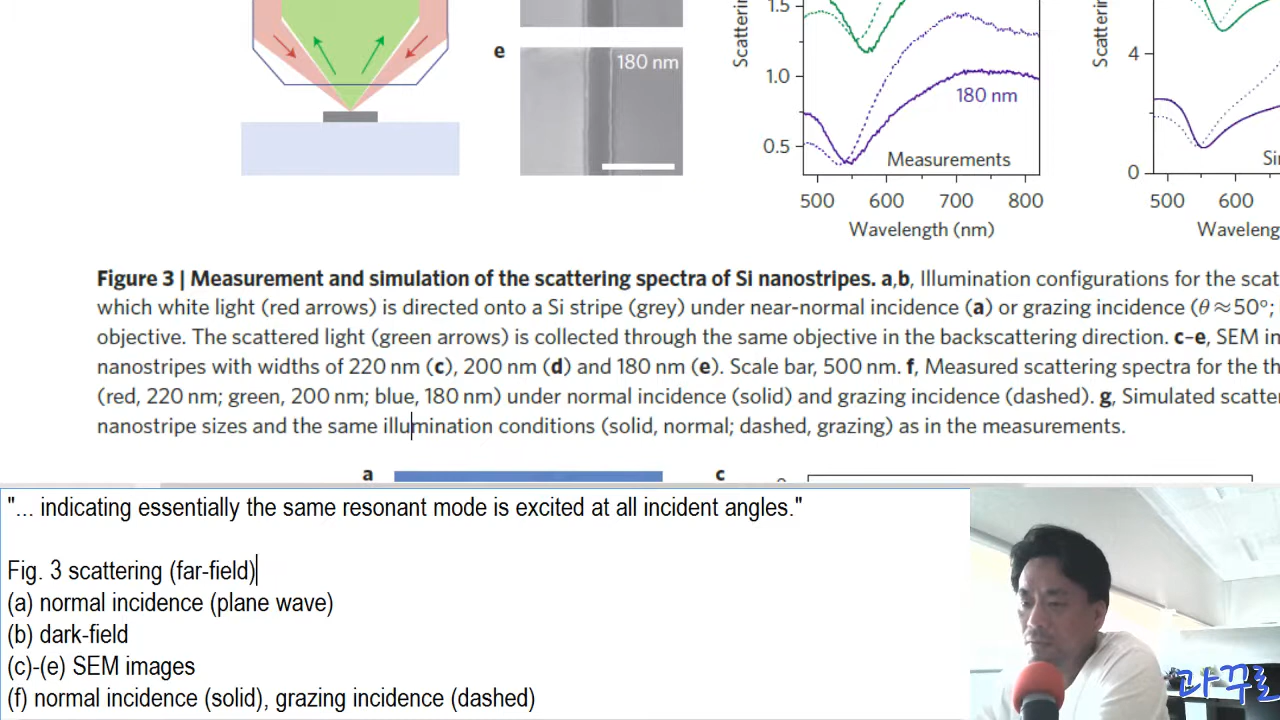 e
180 nm
Scattering
1.5
1.0
0.5
180 nm
Measurements
500 600 700 800
Wavelength (nm)
Scattering
4
0
Sim
500 600
Waveleng
Figure 3 | Measurement and simulation of the scattering spectra of Si nanostripes. a,b, Illumination configurations for the scat
which white light (red arrows) is directed onto a Si stripe (grey) under near-normal incidence (a) or grazing incidence (θ ≈ 50°;
objective. The scattered light (green arrows) is collected through the same objective in the backscattering direction. c–e, SEM im
nanostripes with widths of 220 nm (c), 200 nm (d) and 180 nm (e). Scale bar, 500 nm. f, Measured scattering spectra for the th
(red, 220 nm; green, 200 nm; blue, 180 nm) under normal incidence (solid) and grazing incidence (dashed). g, Simulated scatte
nanostripe sizes and the same illumination conditions (solid, normal; dashed, grazing) as in the measurements.
a
c
"... indicating essentially the same resonant mode is excited at all incident angles."
Fig. 3 scattering (far-field)
(a) normal incidence (plane wave)
(b) dark-field
(c)-(e) SEM images
(f) normal incidence (solid), grazing incidence (dashed)
과꾸로